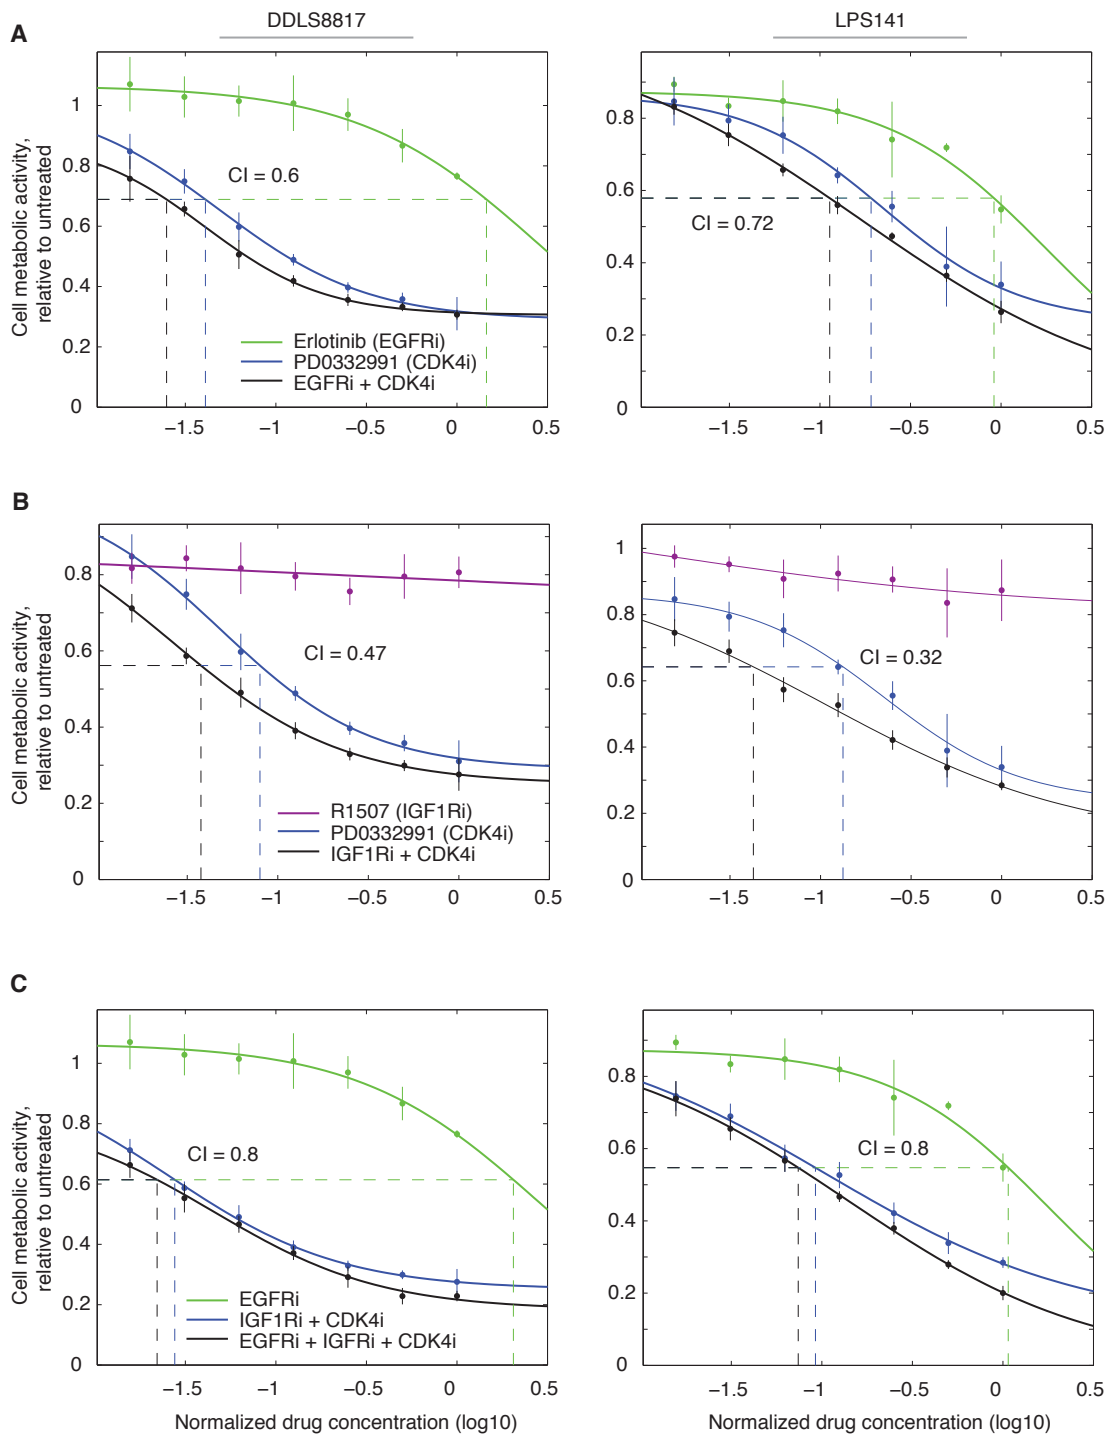 DDLS8817
LPS141
A
Cell metabolic activity,
relative to untreated
1
0.8
0.6
0.4
0.2
0
CI = 0.6
Erlotinib (EGFRi)
PD0332991 (CDK4i)
EGFRi + CDK4i
−1.5
−1
−0.5
0
0.5
0.8
0.6
0.4
0.2
0
CI = 0.72
−1.5
−1
−0.5
0
0.5
B
Cell metabolic activity,
relative to untreated
0.8
0.6
0.4
0.2
0
CI = 0.47
R1507 (IGF1Ri)
PD0332991 (CDK4i)
IGF1Ri + CDK4i
−1.5
−1
−0.5
0
0.5
1
0.8
0.6
0.4
0.2
0
CI = 0.32
−1.5
−1
−0.5
0
0.5
C
Cell metabolic activity,
relative to untreated
1
0.8
0.6
0.4
0.2
0
CI = 0.8
EGFRi
IGF1Ri + CDK4i
EGFRi + IGFRi + CDK4i
−1.5
−1
−0.5
0
0.5
Normalized drug concentration (log10)
0.8
0.6
0.4
0.2
0
CI = 0.8
−1.5
−1
−0.5
0
0.5
Normalized drug concentration (log10)